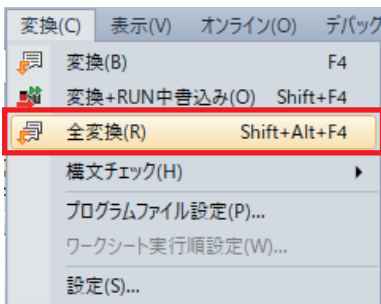 変換(C) 表示(V) オンライン(O) デバッグ
変換(B) F4
変換+RUN中書込み(O) Shift+F4
全変換(R) Shift+Alt+F4
構文チェック(H)
プログラムファイル設定(P)...
ワークシート実行順設定(W)...
設定(S)...